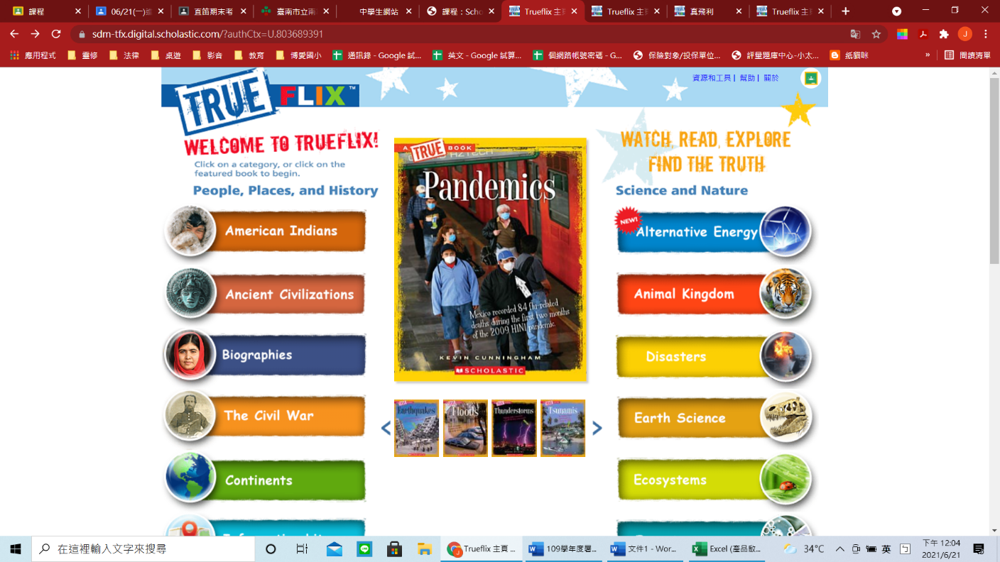 課程
06/21(一)追
直笛期末考
臺南市立南
中學生網站
課程：Scho
Trueflix 主頁
Trueflix 主頁
真飛利
Trueflix 主頁
sdm-tfx.digital.scholastic.com/?authCtx=U.803689391
J
應用程式
靈修
法律
桌遊
影音
教育
博愛國小
通訊錄 - Google 試...
英文 - Google 試算...
個網路帳號密碼 - G...
保險對象/投保單位...
評量題庫中心-小太...
紙貓咪
»
閱讀清單
TRUE FLIX™
資源和工具 | 幫助 | 關於
WELCOME TO TRUEFLIX!
Click on a category, or click on the
featured book to begin.
People, Places, and History
American Indians
Ancient Civilizations
Biographies
The Civil War
Continents
A TRUE BOOK
Pandemics
Mexico recorded 84 flu-related
deaths during the first two months
of the 2009 H1N1 pandemic.
KEVIN CUNNINGHAM
SCHOLASTIC
Earthquakes
Floods
Thunderstorms
Tsunamis
WATCH, READ, EXPLORE
FIND THE TRUTH
Science and Nature
NEW!
Alternative Energy
Animal Kingdom
Disasters
Earth Science
Ecosystems
在這裡輸入文字來搜尋
Trueflix 主頁 ...
109學年度署...
文件1 - Wor...
Excel (產品啟...
34°C
英
下午 12:04
2021/6/21